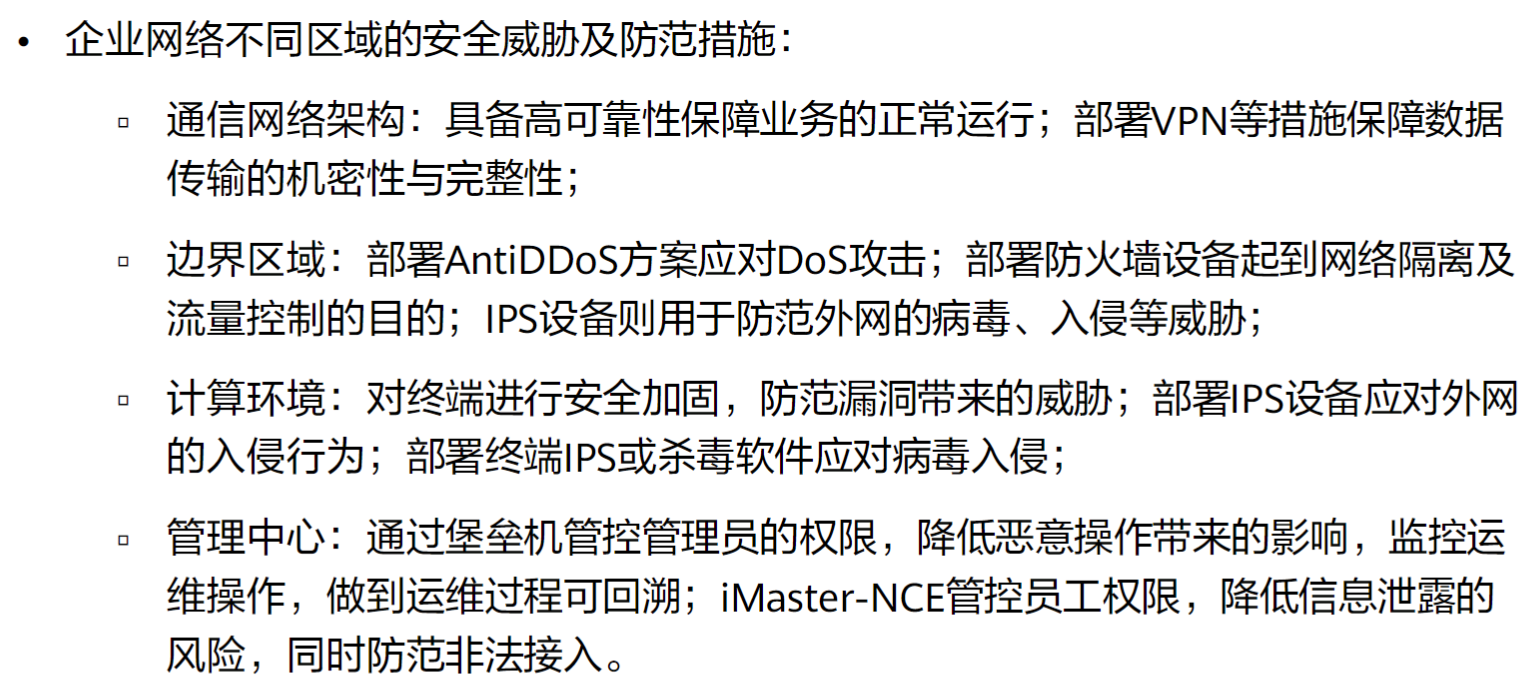 • 企业网络不同区域的安全威胁及防范措施：
▫ 通信网络架构：具备高可靠性保障业务的正常运行；部署VPN等措施保障数据
传输的机密性与完整性；
▫ 边界区域：部署AntiDDoS方案应对DoS攻击；部署防火墙设备起到网络隔离及
流量控制的目的；IPS设备则用于防范外网的病毒、入侵等威胁；
▫ 计算环境：对终端进行安全加固，防范漏洞带来的威胁；部署IPS设备应对外网
的入侵行为；部署终端IPS或杀毒软件应对病毒入侵；
▫ 管理中心：通过堡垒机管控管理员的权限，降低恶意操作带来的影响，监控运
维操作，做到运维过程可回溯；iMaster-NCE管控员工权限，降低信息泄露的
风险，同时防范非法接入。